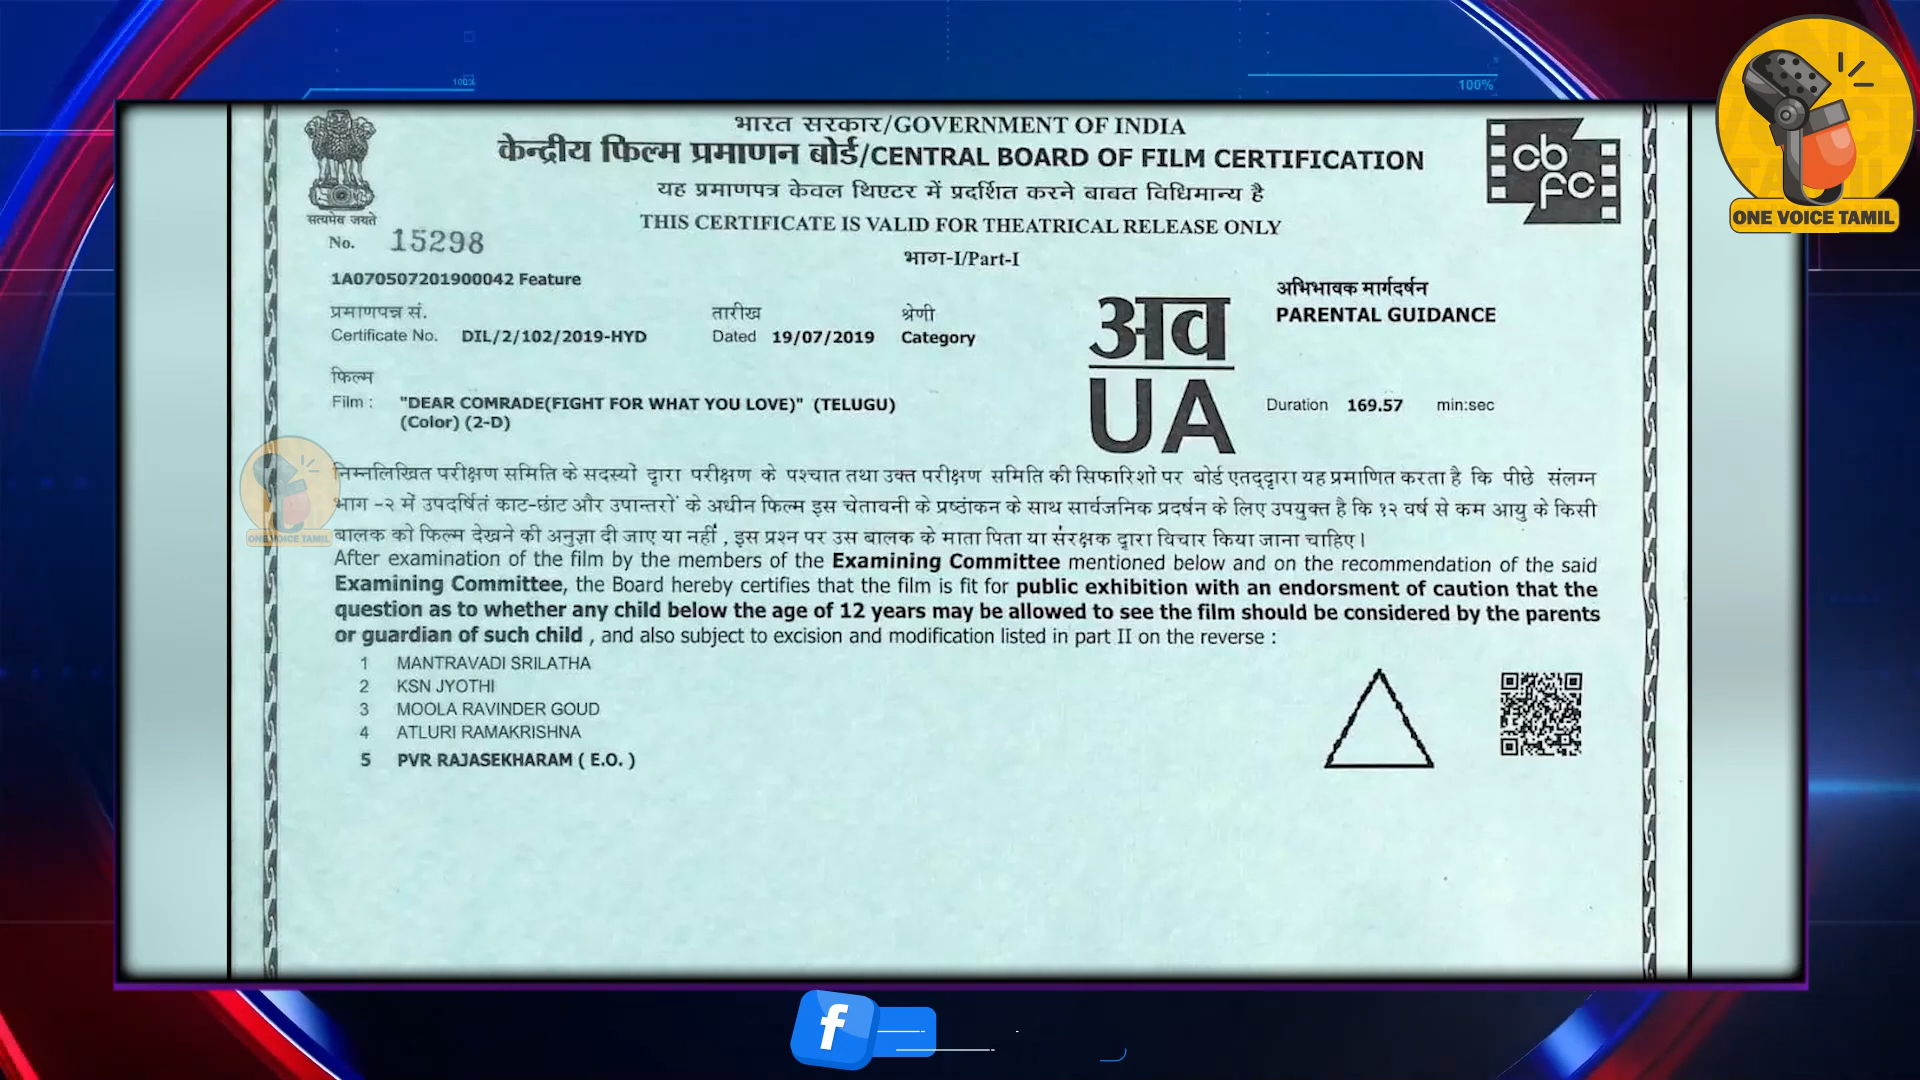 100%
100%
भारत सरकार/GOVERNMENT OF INDIA
केन्द्रीय फिल्म प्रमाणन बोर्ड/CENTRAL BOARD OF FILM CERTIFICATION
cbfc
यह प्रमाणपत्र केवल थिएटर में प्रदर्शित करने बाबत विधिमान्य है
सत्यमेव जयते
THIS CERTIFICATE IS VALID FOR THEATRICAL RELEASE ONLY
ONE VOICE TAMIL
No. 15298
भाग-I/Part-I
1A070507201900042 Feature
अभिभावक मार्गदर्शन
PARENTAL GUIDANCE
प्रमाणपन्न सं. तारीख श्रेणी
Certificate No. DIL/2/102/2019-HYD Dated 19/07/2019 Category
अव
UA
फिल्म
Film : "DEAR COMRADE(FIGHT FOR WHAT YOU LOVE)" (TELUGU)
(Color) (2-D)
Duration 169.57 min:sec
निम्नलिखित परीक्षण समिति के सदस्यों द्वारा परीक्षण के पश्चात तथा उक्त परीक्षण समिति की सिफारिशों पर बोर्ड एतद्द्वारा यह प्रमाणित करता है कि पीछे संलग्न
भाग -२ में उपदर्षितं काट-छांट और उपान्तरों के अधीन फिल्म इस चेतावनी के प्रष्ठांकन के साथ सार्वजनिक प्रदर्षन के लिए उपयुक्त है कि १२ वर्ष से कम आयु के किसी
बालक को फिल्म देखने की अनुज्ञा दी जाए या नहीं , इस प्रश्न पर उस बालक के माता पिता या संरक्षक द्वारा विचार किया जाना चाहिए।
ONE VOICE TAMIL
After examination of the film by the members of the Examining Committee mentioned below and on the recommendation of the said
Examining Committee, the Board hereby certifies that the film is fit for public exhibition with an endorsment of caution that the
question as to whether any child below the age of 12 years may be allowed to see the film should be considered by the parents
or guardian of such child , and also subject to excision and modification listed in part II on the reverse :
1 MANTRAVADI SRILATHA
2 KSN JYOTHI
3 MOOLA RAVINDER GOUD
4 ATLURI RAMAKRISHNA
5 PVR RAJASEKHARAM ( E.O. )
f